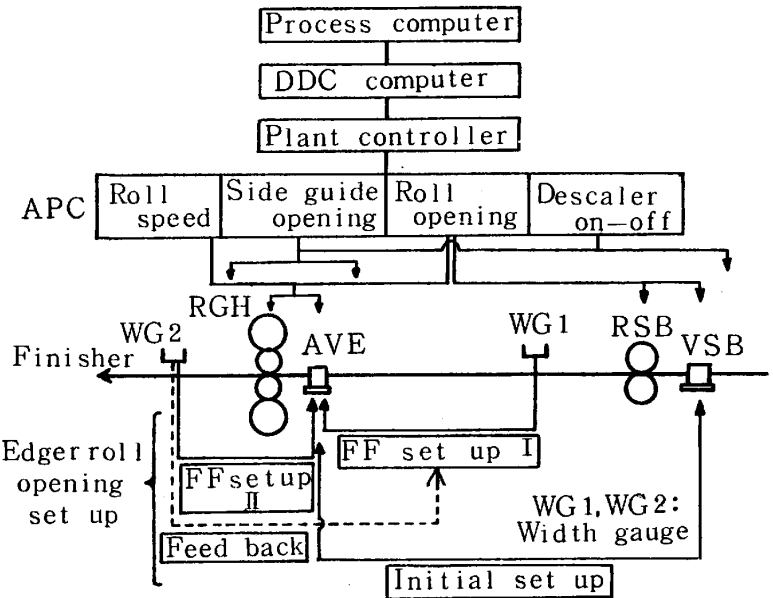 Process computer
DDC computer
Plant controller
APC
Roll speed
Side guide opening
Roll opening
Descaler on-off
RGH
WG2
AVE
WG1
RSB
VSB
Finisher
Edger roll
opening
set up
FF set up I
FFsetup
II
WG1, WG2:
Width gauge
Feed back
Initial set up